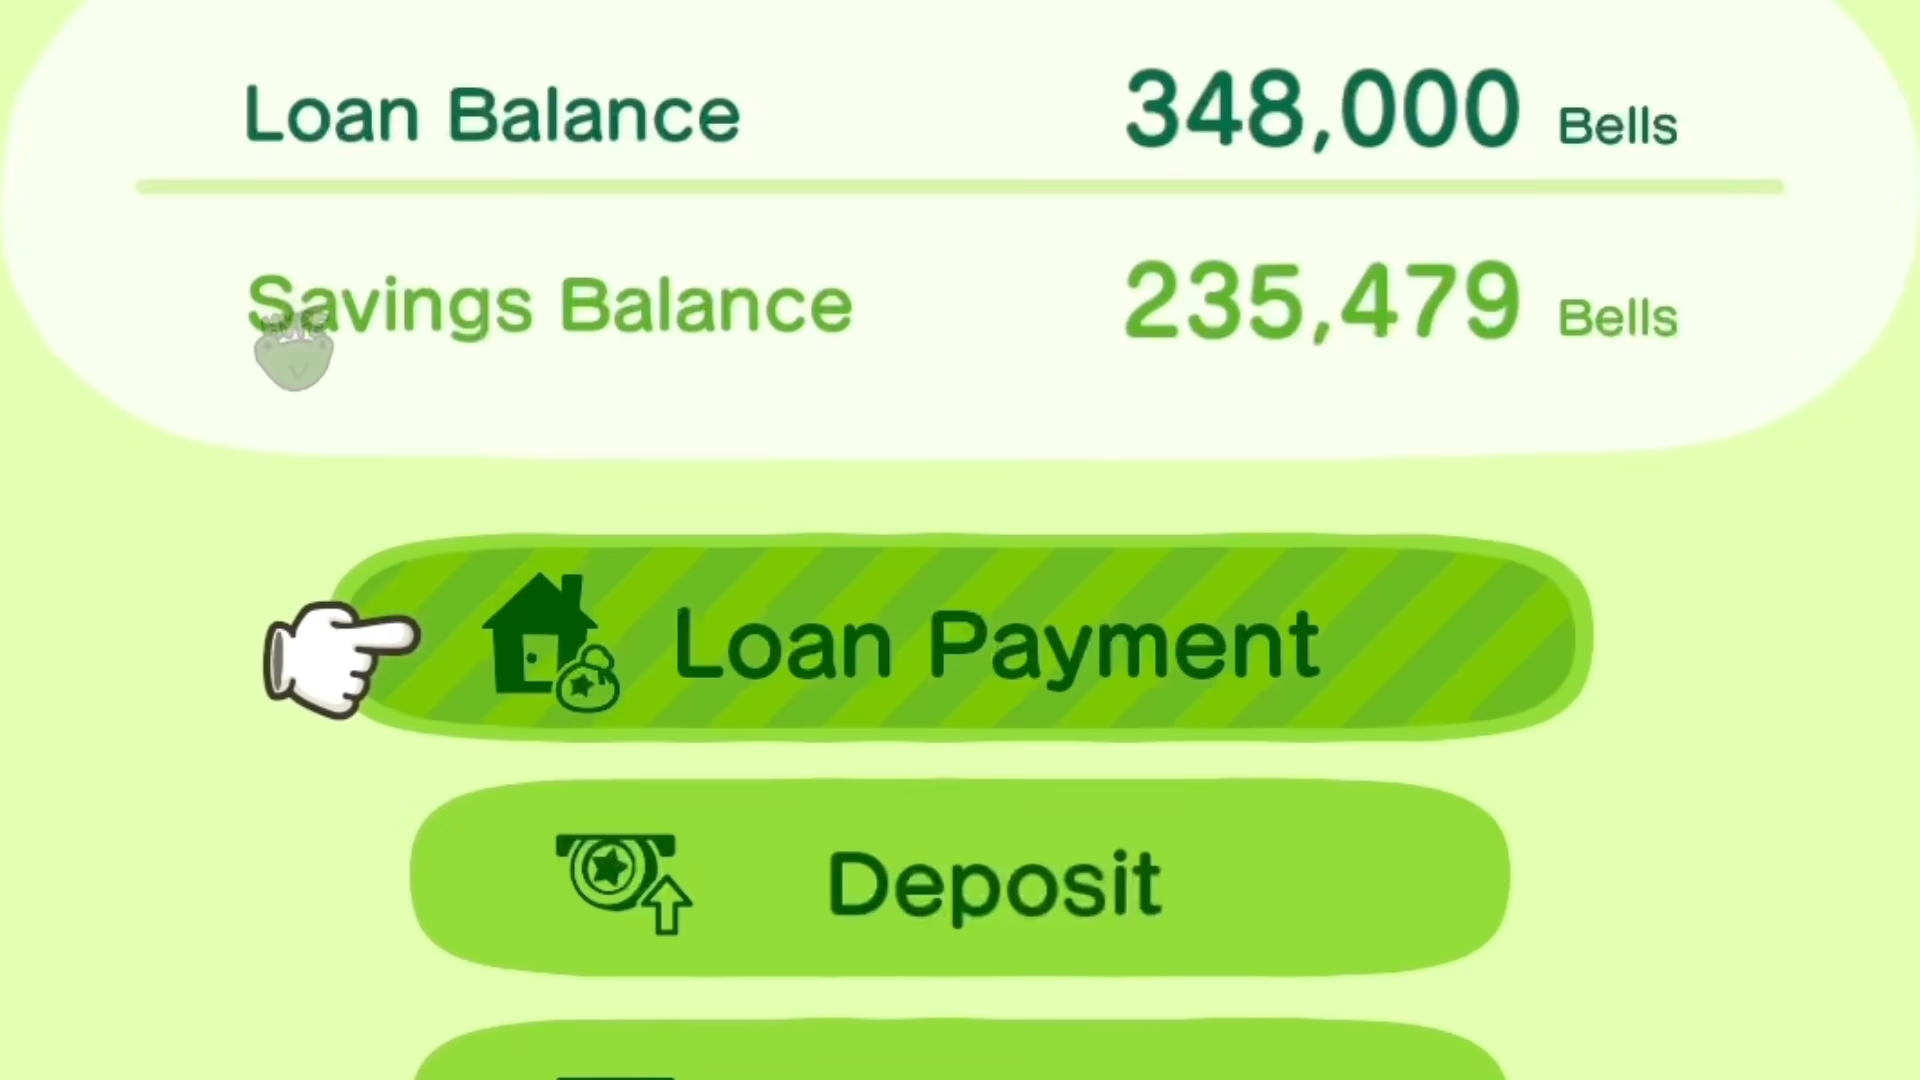 Loan Balance 348,000 Bells
Savings Balance 235,479 Bells
Loan Payment
Deposit